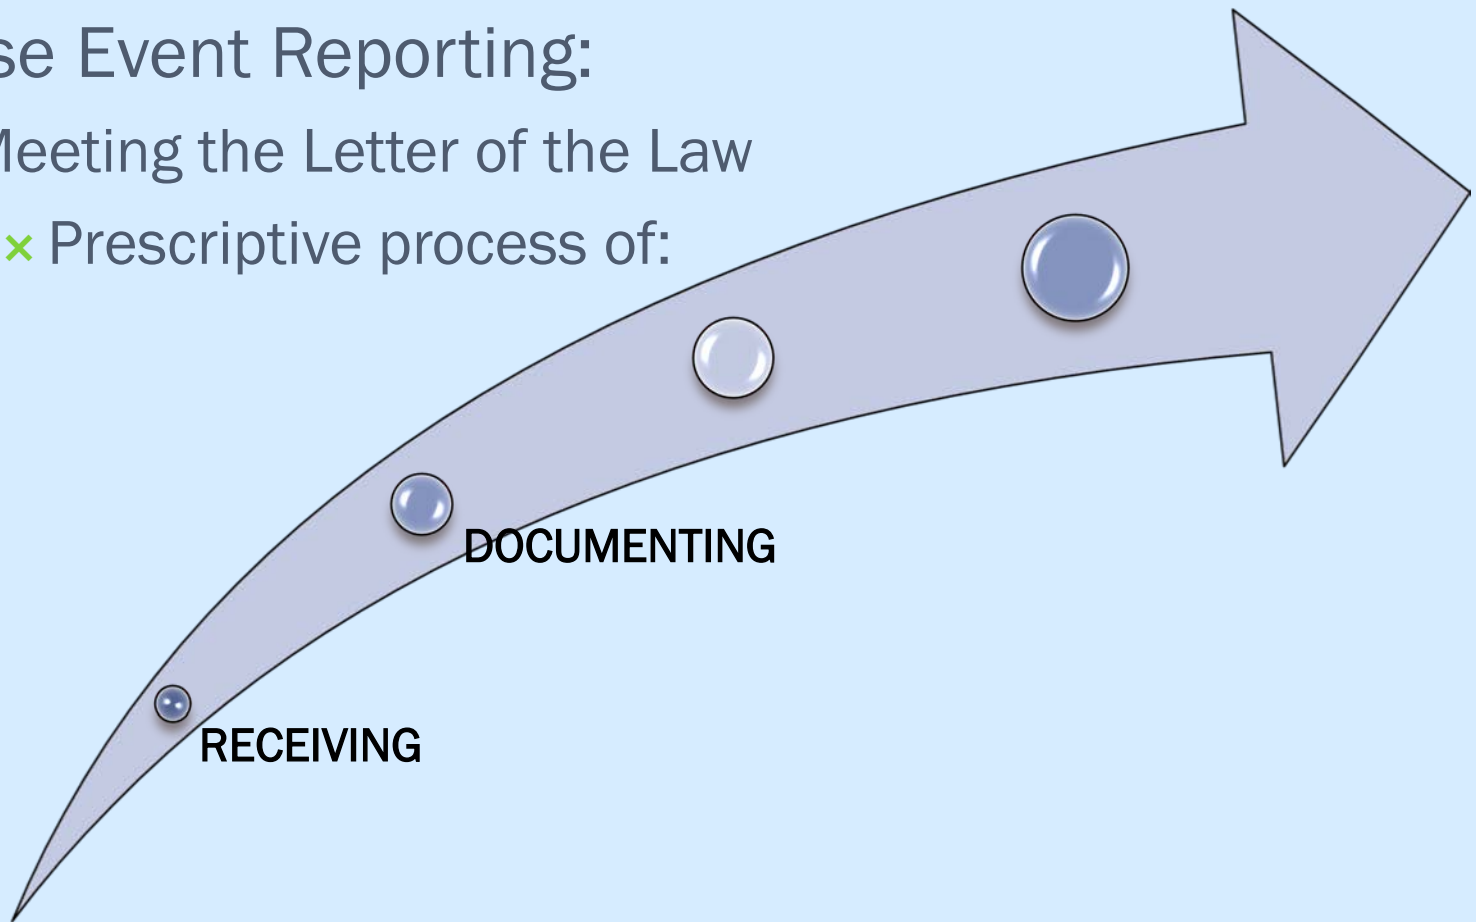 se Event Reporting:
Meeting the Letter of the Law
× Prescriptive process of:
DOCUMENTING
RECEIVING